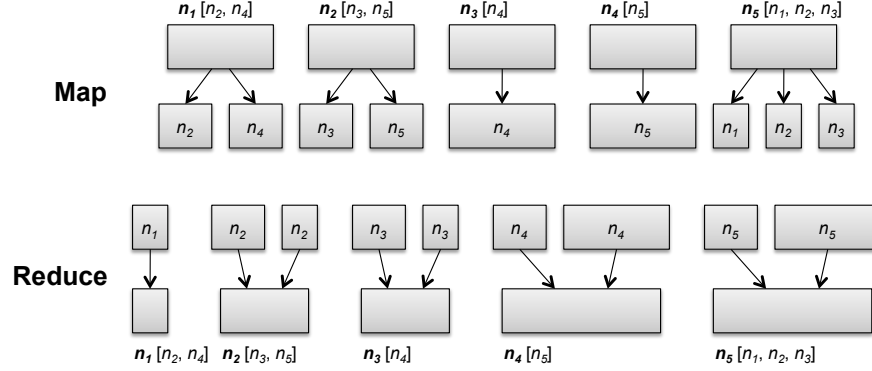 n1 [n2, n4] n2 [n3, n5] n3 [n4] n4 [n5] n5 [n1, n2, n3]
Map
n2 n4 n3 n5 n4 n5 n1 n2 n3
n1 n2 n2 n3 n3 n4 n4 n5 n5
Reduce
n1 [n2, n4] n2 [n3, n5] n3 [n4] n4 [n5] n5 [n1, n2, n3]